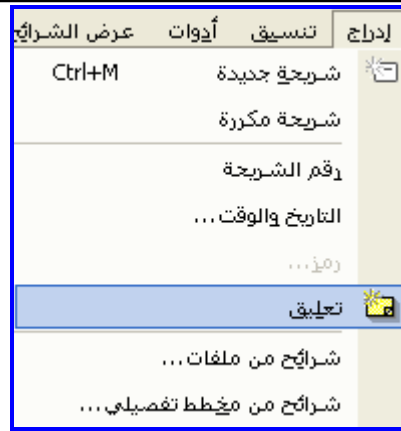 إدراج تنسيق أدوات عرض الشرائح
شريحة جديدة Ctrl+M
شريحة مكررة
رقم الشريحة
التاريخ والوقت...
رمز...
تعليق
شرائح من ملفات...
شرائح من مخطط تفصيلي...